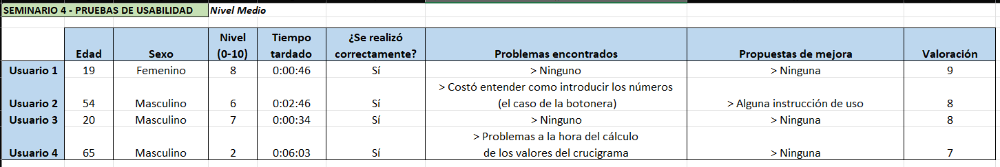 SEMINARIO 4 - PRUEBAS DE USABILIDAD Nivel Medio
Edad Sexo Nivel (0-10) Tiempo tardado ¿Se realizó correctamente? Problemas encontrados Propuestas de mejora Valoración
Usuario 1 19 Femenino 8 0:00:46 Sí > Ninguno > Ninguna 9
Usuario 2 54 Masculino 6 0:02:46 Sí > Costó entender como introducir los números (el caso de la botonera) > Alguna instrucción de uso 8
Usuario 3 20 Masculino 7 0:00:34 Sí > Ninguno > Ninguna 8
Usuario 4 65 Masculino 2 0:06:03 Sí > Problemas a la hora del cálculo de los valores del crucigrama > Ninguna 7